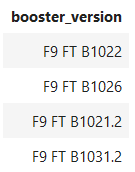 booster_version
F9 FT B1022
F9 FT B1026
F9 FT B1021.2
F9 FT B1031.2